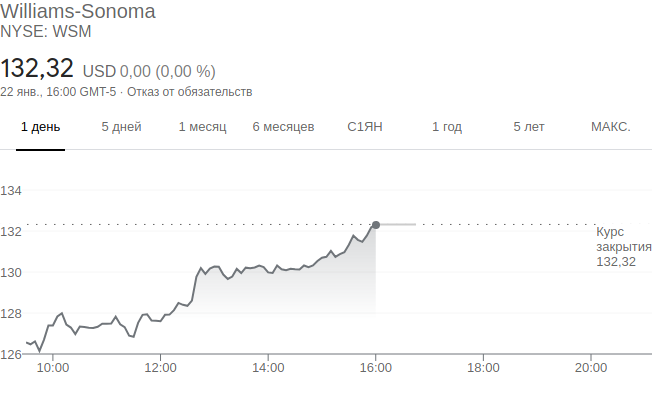 Williams-Sonoma
NYSE: WSM
132,32 USD 0,00 (0,00 %)
22 янв., 16:00 GMT-5 · Отказ от обязательств
1 день 5 дней 1 месяц 6 месяцев С1ЯН 1 год 5 лет МАКС.
134
132
Курс
закрытия
132,32
130
128
126
10:00 12:00 14:00 16:00 18:00 20:00